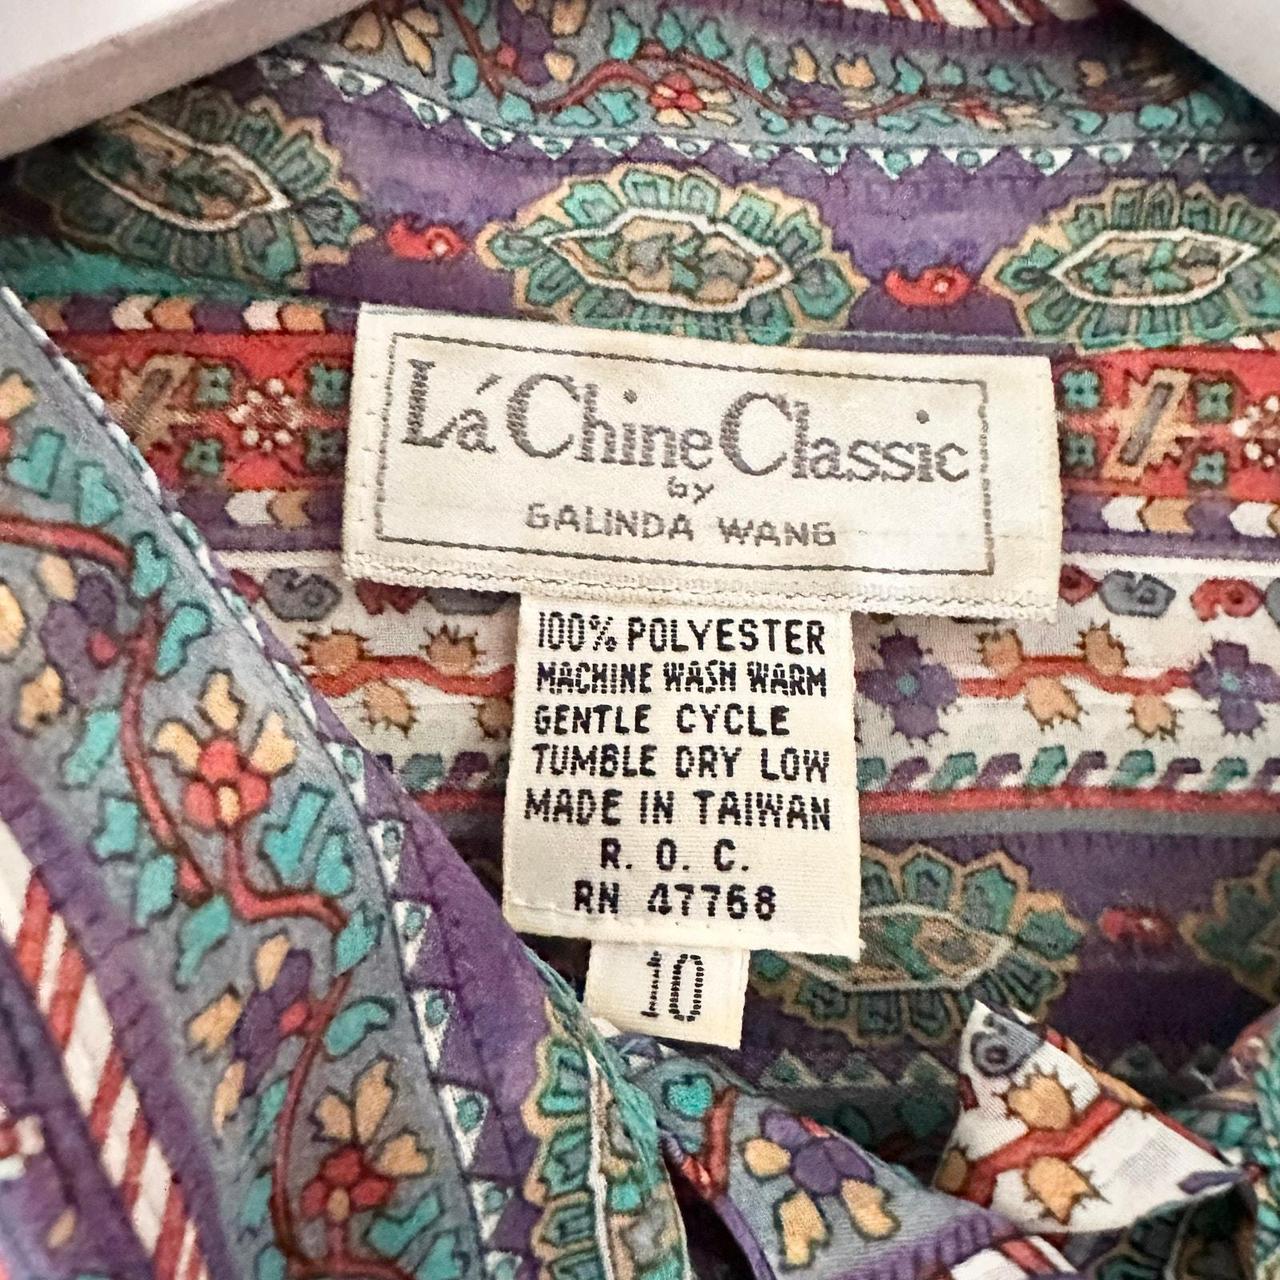 Lá Chine Classic
by
GALINDA WANG
100% POLYESTER
MACHINE WASH WARM
GENTLE CYCLE
TUMBLE DRY LOW
MADE IN TAIWAN
R. O. C.
RN 47768
10